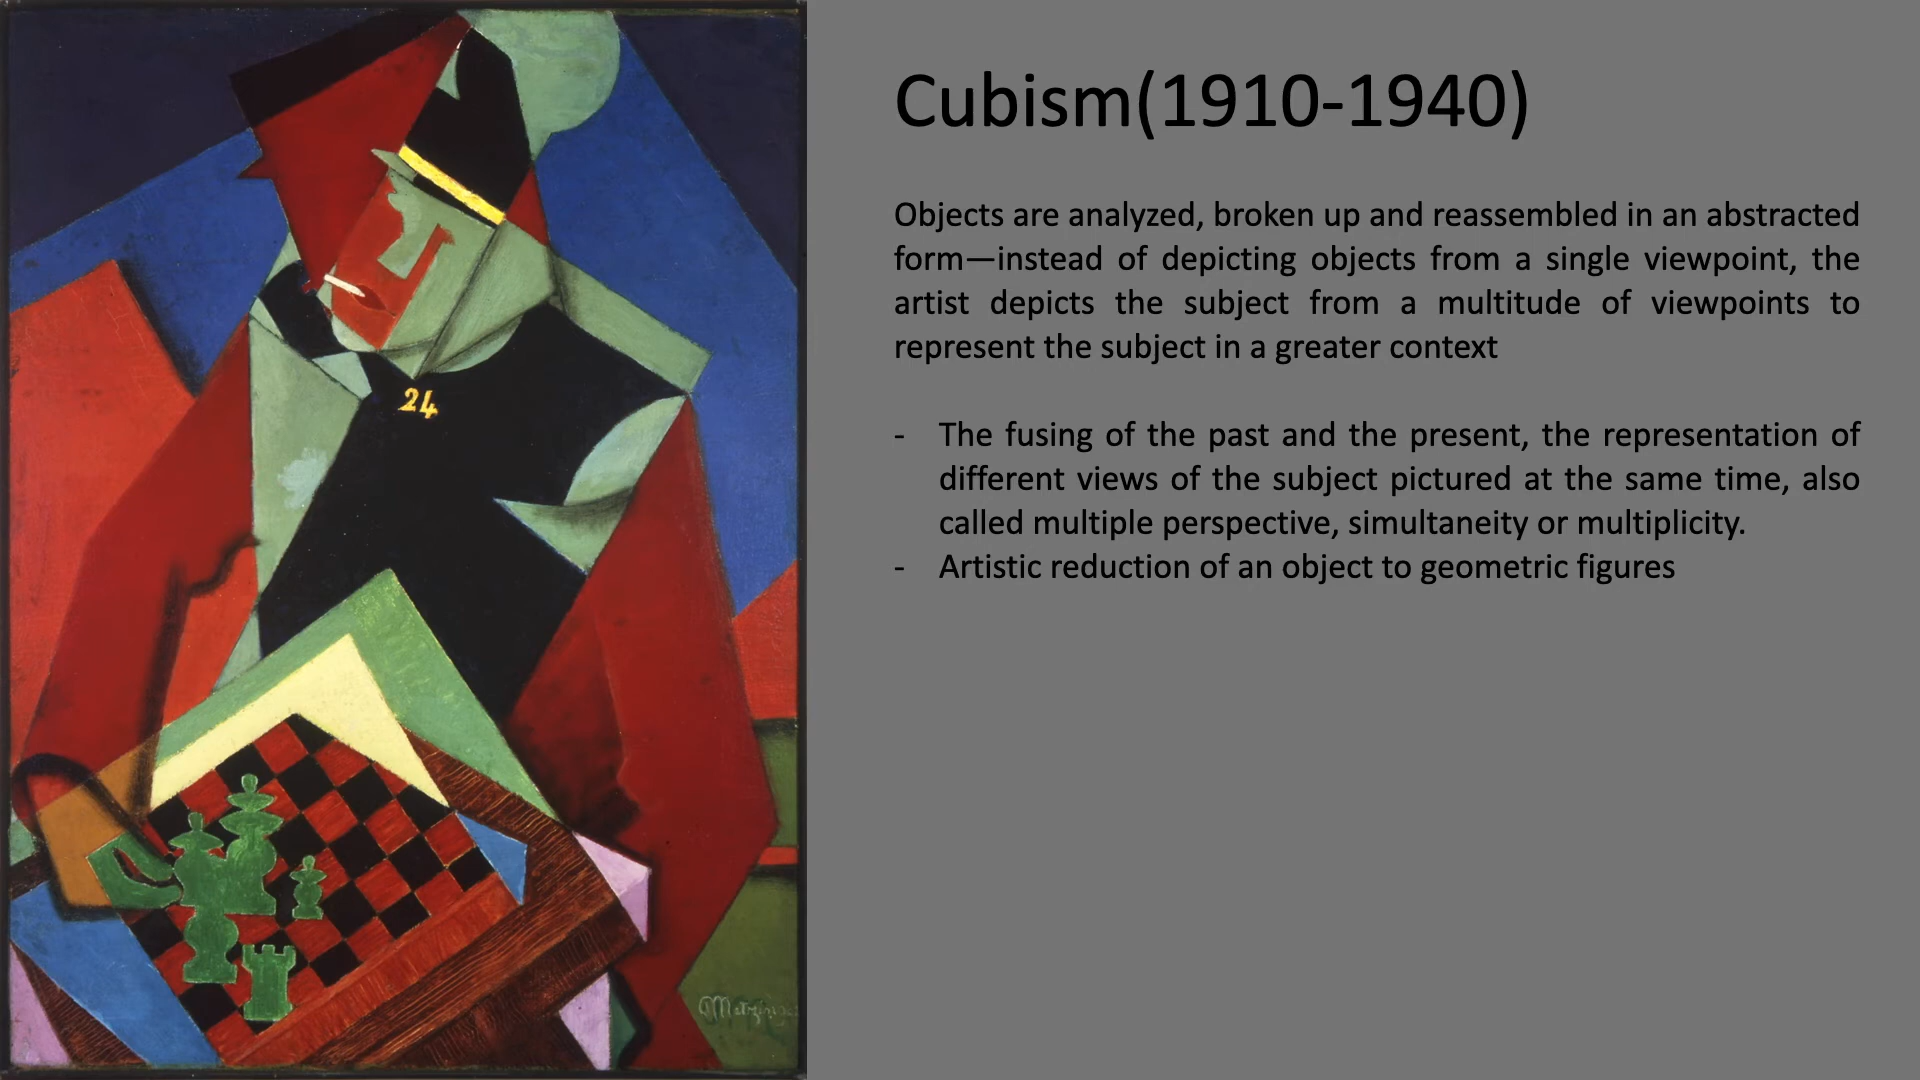 Cubism(1910-1940)
Objects are analyzed, broken up and reassembled in an abstracted
form—instead of depicting objects from a single viewpoint, the
artist depicts the subject from a multitude of viewpoints to
represent the subject in a greater context
- The fusing of the past and the present, the representation of
different views of the subject pictured at the same time, also
called multiple perspective, simultaneity or multiplicity.
- Artistic reduction of an object to geometric figures
24